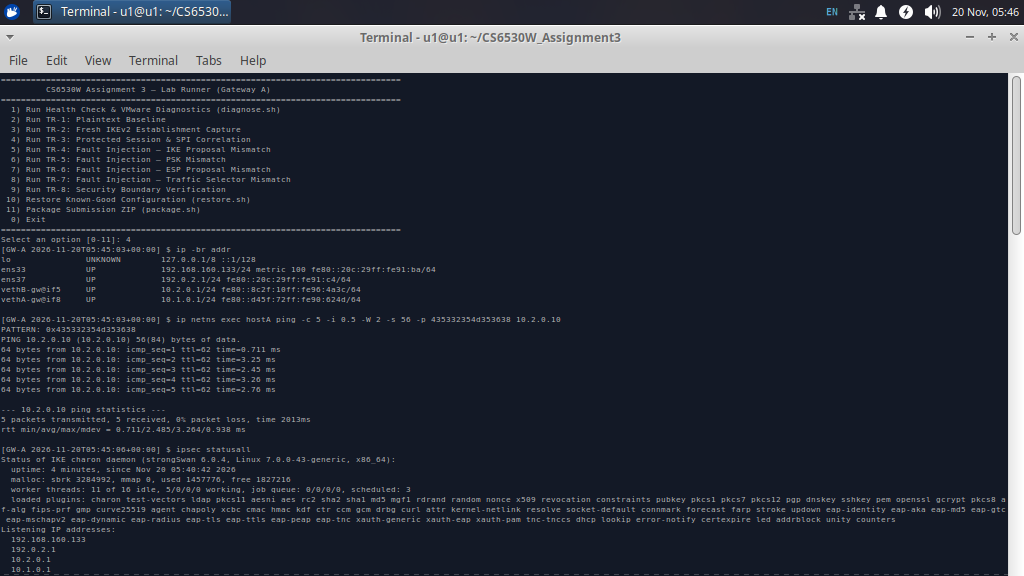 Terminal - u1@u1: ~/CS6530...
EN
20 Nov, 05:46
Terminal - u1@u1: ~/CS6530W_Assignment3
File Edit View Terminal Tabs Help
================================================================================
CS6530W Assignment 3 — Lab Runner (Gateway A)
================================================================================
1) Run Health Check & VMware Diagnostics (diagnose.sh)
2) Run TR-1: Plaintext Baseline
3) Run TR-2: Fresh IKEv2 Establishment Capture
4) Run TR-3: Protected Session & SPI Correlation
5) Run TR-4: Fault Injection — IKE Proposal Mismatch
6) Run TR-5: Fault Injection — PSK Mismatch
7) Run TR-6: Fault Injection — ESP Proposal Mismatch
8) Run TR-7: Fault Injection — Traffic Selector Mismatch
9) Run TR-8: Security Boundary Verification
10) Restore Known-Good Configuration (restore.sh)
11) Package Submission ZIP (package.sh)
0) Exit
================================================================================
Select an option [0-11]: 4
[GW-A 2026-11-20T05:45:03+00:00] $ ip -br addr
lo UNKNOWN 127.0.0.1/8 ::1/128
ens33 UP 192.168.160.133/24 metric 100 fe80::20c:29ff:fe91:ba/64
ens37 UP 192.0.2.1/24 fe80::20c:29ff:fe91:c4/64
vethB-gw@if5 UP 10.2.0.1/24 fe80::8c2f:10ff:fe96:4a3c/64
vethA-gw@if8 UP 10.1.0.1/24 fe80::d45f:72ff:fe90:624d/64
[GW-A 2026-11-20T05:45:03+00:00] $ ip netns exec hostA ping -c 5 -i 0.5 -W 2 -s 56 -p 435332354d353638 10.2.0.10
PATTERN: 0x435332354d353638
PING 10.2.0.10 (10.2.0.10) 56(84) bytes of data.
64 bytes from 10.2.0.10: icmp_seq=1 ttl=62 time=0.711 ms
64 bytes from 10.2.0.10: icmp_seq=2 ttl=62 time=3.25 ms
64 bytes from 10.2.0.10: icmp_seq=3 ttl=62 time=2.45 ms
64 bytes from 10.2.0.10: icmp_seq=4 ttl=62 time=3.26 ms
64 bytes from 10.2.0.10: icmp_seq=5 ttl=62 time=2.76 ms
--- 10.2.0.10 ping statistics ---
5 packets transmitted, 5 received, 0% packet loss, time 2013ms
rtt min/avg/max/mdev = 0.711/2.485/3.264/0.938 ms
[GW-A 2026-11-20T05:45:06+00:00] $ ipsec statusall
Status of IKE charon daemon (strongSwan 6.0.4, Linux 7.0.0-43-generic, x86_64):
uptime: 4 minutes, since Nov 20 05:40:42 2026
malloc: sbrk 3284992, mmap 0, used 1457776, free 1827216
worker threads: 11 of 16 idle, 5/0/0/0 working, job queue: 0/0/0/0, scheduled: 3
loaded plugins: charon test-vectors ldap pkcs11 aesni aes rc2 sha2 sha1 md5 mgf1 rdrand random nonce x509 revocation constraints pubkey pkcs1 pkcs7 pkcs12 pgp dnskey sshkey pem openssl gcrypt pkcs8 a
f-alg fips-prf gmp curve25519 agent chapoly xcbc cmac hmac kdf ctr ccm gcm drbg curl attr kernel-netlink resolve socket-default connmark forecast farp stroke updown eap-identity eap-aka eap-md5 eap-gtc
eap-mschapv2 eap-dynamic eap-radius eap-tls eap-ttls eap-peap eap-tnc xauth-generic xauth-eap xauth-pam tnc-tnccs dhcp lookip error-notify certexpire led addrblock unity counters
Listening IP addresses:
192.168.160.133
192.0.2.1
10.2.0.1
10.1.0.1